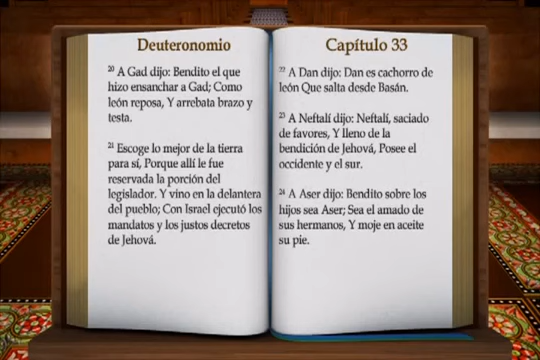 Deuteronomio
20 A Gad dijo: Bendito el que
hizo ensanchar a Gad; Como
león reposa, Y arrebata brazo y
testa.
21 Escoge lo mejor de la tierra
para sí, Porque allí le fue
reservada la porción del
legislador. Y vino en la delantera
del pueblo; Con Israel ejecutó los
mandatos y los justos decretos
de Jehová.
Capítulo 33
22 A Dan dijo: Dan es cachorro de
león Que salta desde Basán.
23 A Neftalí dijo: Neftalí, saciado
de favores, Y lleno de la
bendición de Jehová, Posee el
occidente y el sur.
24 A Aser dijo: Bendito sobre los
hijos sea Aser; Sea el amado de
sus hermanos, Y moje en aceite
su pie.